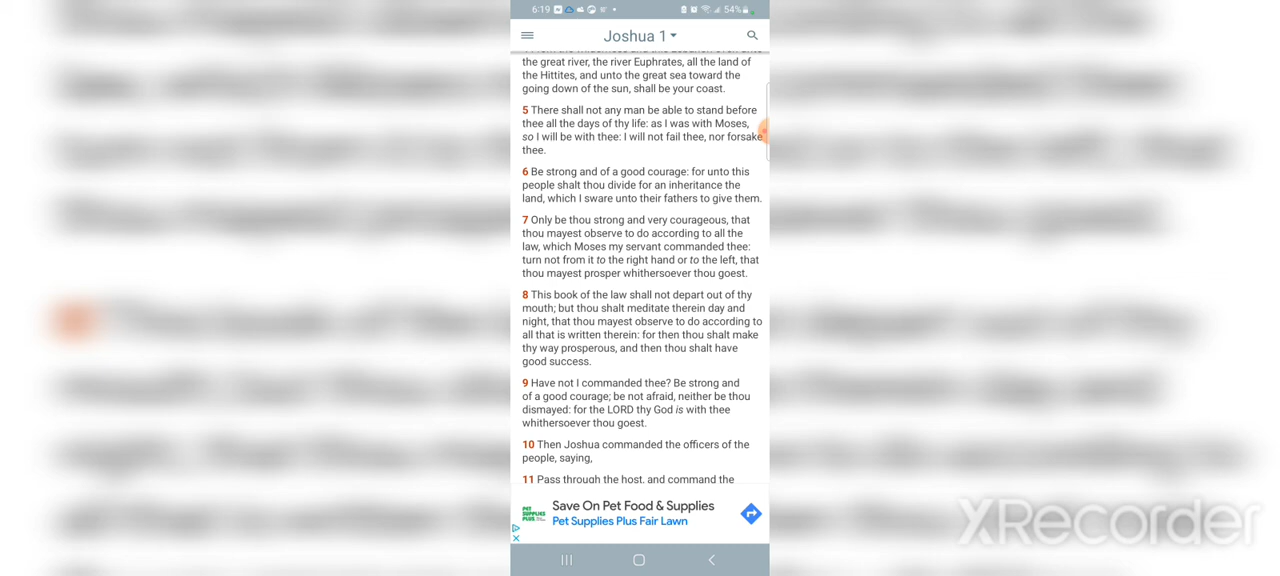 6:19
54%
Joshua 1
the great river, the river Euphrates, all the land of
the Hittites, and unto the great sea toward the
going down of the sun, shall be your coast.
5 There shall not any man be able to stand before
thee all the days of thy life: as I was with Moses,
so I will be with thee: I will not fail thee, nor forsake
thee.
6 Be strong and of a good courage: for unto this
people shalt thou divide for an inheritance the
land, which I sware unto their fathers to give them.
7 Only be thou strong and very courageous, that
thou mayest observe to do according to all the
law, which Moses my servant commanded thee:
turn not from it to the right hand or to the left, that
thou mayest prosper whithersoever thou goest.
8 This book of the law shall not depart out of thy
mouth; but thou shalt meditate therein day and
night, that thou mayest observe to do according to
all that is written therein: for then thou shalt make
thy way prosperous, and then thou shalt have
good success.
9 Have not I commanded thee? Be strong and
of a good courage; be not afraid, neither be thou
dismayed: for the LORD thy God is with thee
whithersoever thou goest.
10 Then Joshua commanded the officers of the
people, saying,
11 Pass through the host, and command the
PET
SUPPLIES
PLUS
Save On Pet Food & Supplies
Pet Supplies Plus Fair Lawn
XRecorder